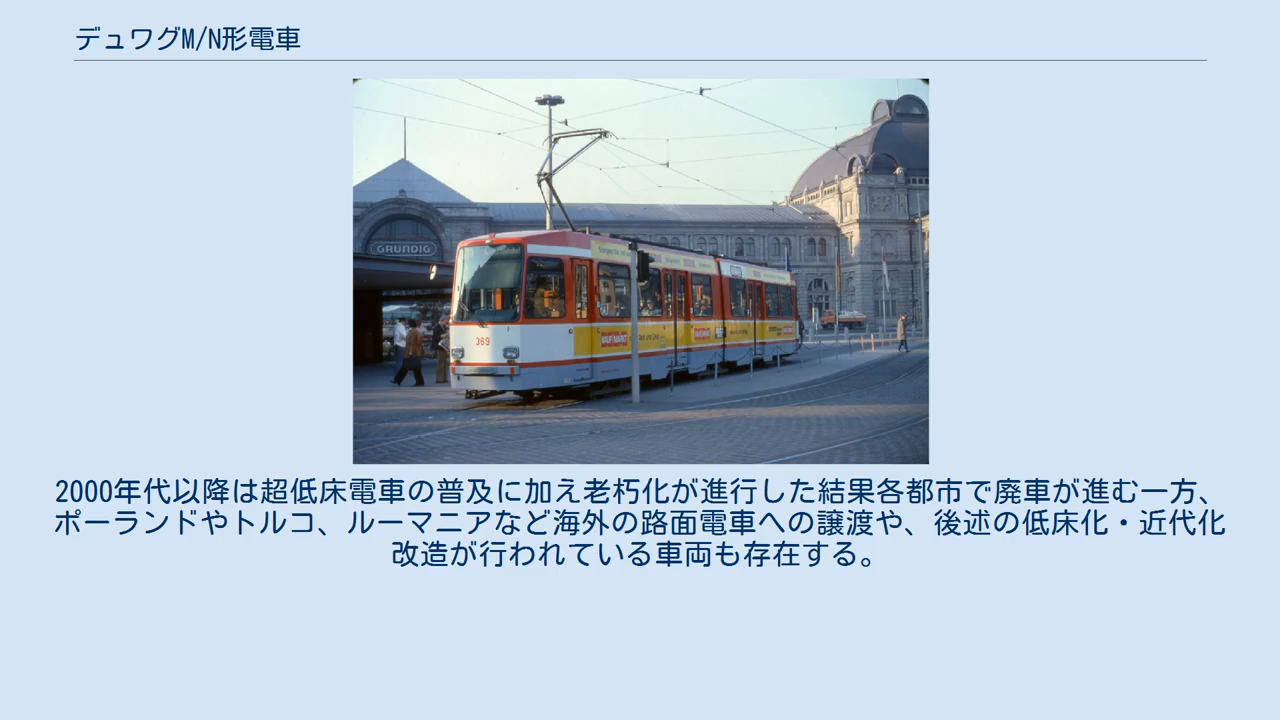 デュワグM/N形電車
GRUNDIG
369
2000年代以降は超低床電車の普及に加え老朽化が進行した結果各都市で廃車が進む一方、
ポーランドやトルコ、ルーマニアなど海外の路面電車への譲渡や、後述の低床化・近代化
改造が行われている車両も存在する。